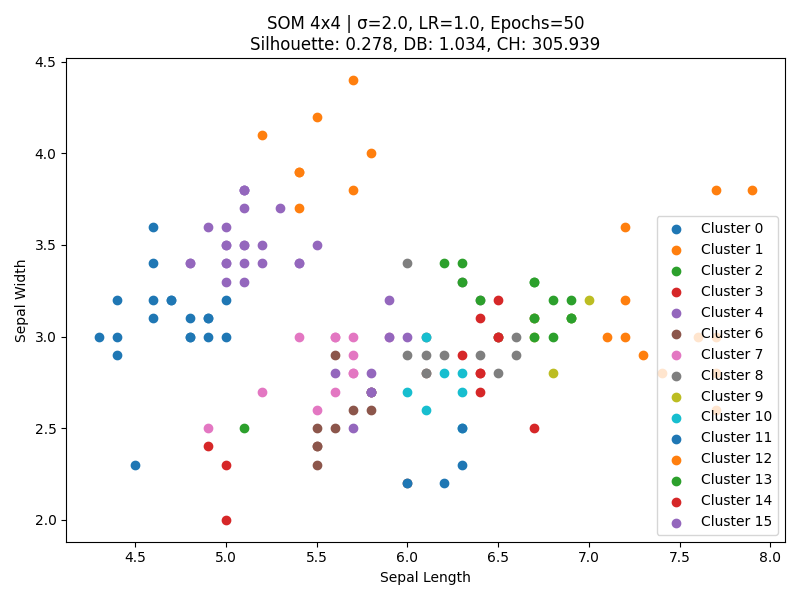 SOM 4x4 | σ=2.0, LR=1.0, Epochs=50
Silhouette: 0.278, DB: 1.034, CH: 305.939
4.5
4.0
3.5
3.0
2.5
2.0
Sepal Width
Cluster 0
Cluster 1
Cluster 2
Cluster 3
Cluster 4
Cluster 6
Cluster 7
Cluster 8
Cluster 9
Cluster 10
Cluster 11
Cluster 12
Cluster 13
Cluster 14
Cluster 15
4.5 5.0 5.5 6.0 6.5 7.0 7.5 8.0
Sepal Length